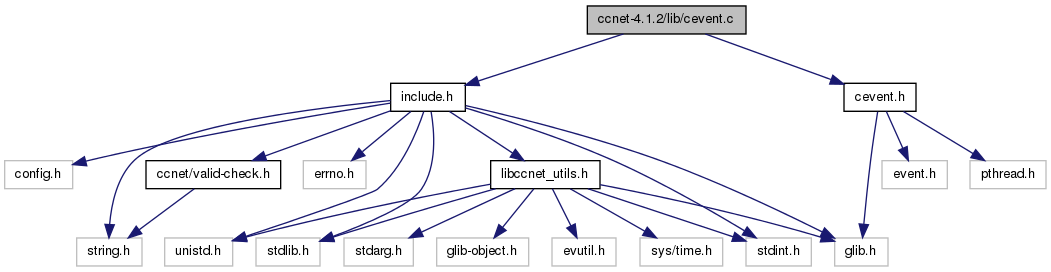 ccnet-4.1.2/lib/cevent.c
include.h
cevent.h
config.h
ccnet/valid-check.h
errno.h
libccnet_utils.h
event.h
pthread.h
string.h
unistd.h
stdlib.h
stdarg.h
glib-object.h
evutil.h
sys/time.h
stdint.h
glib.h